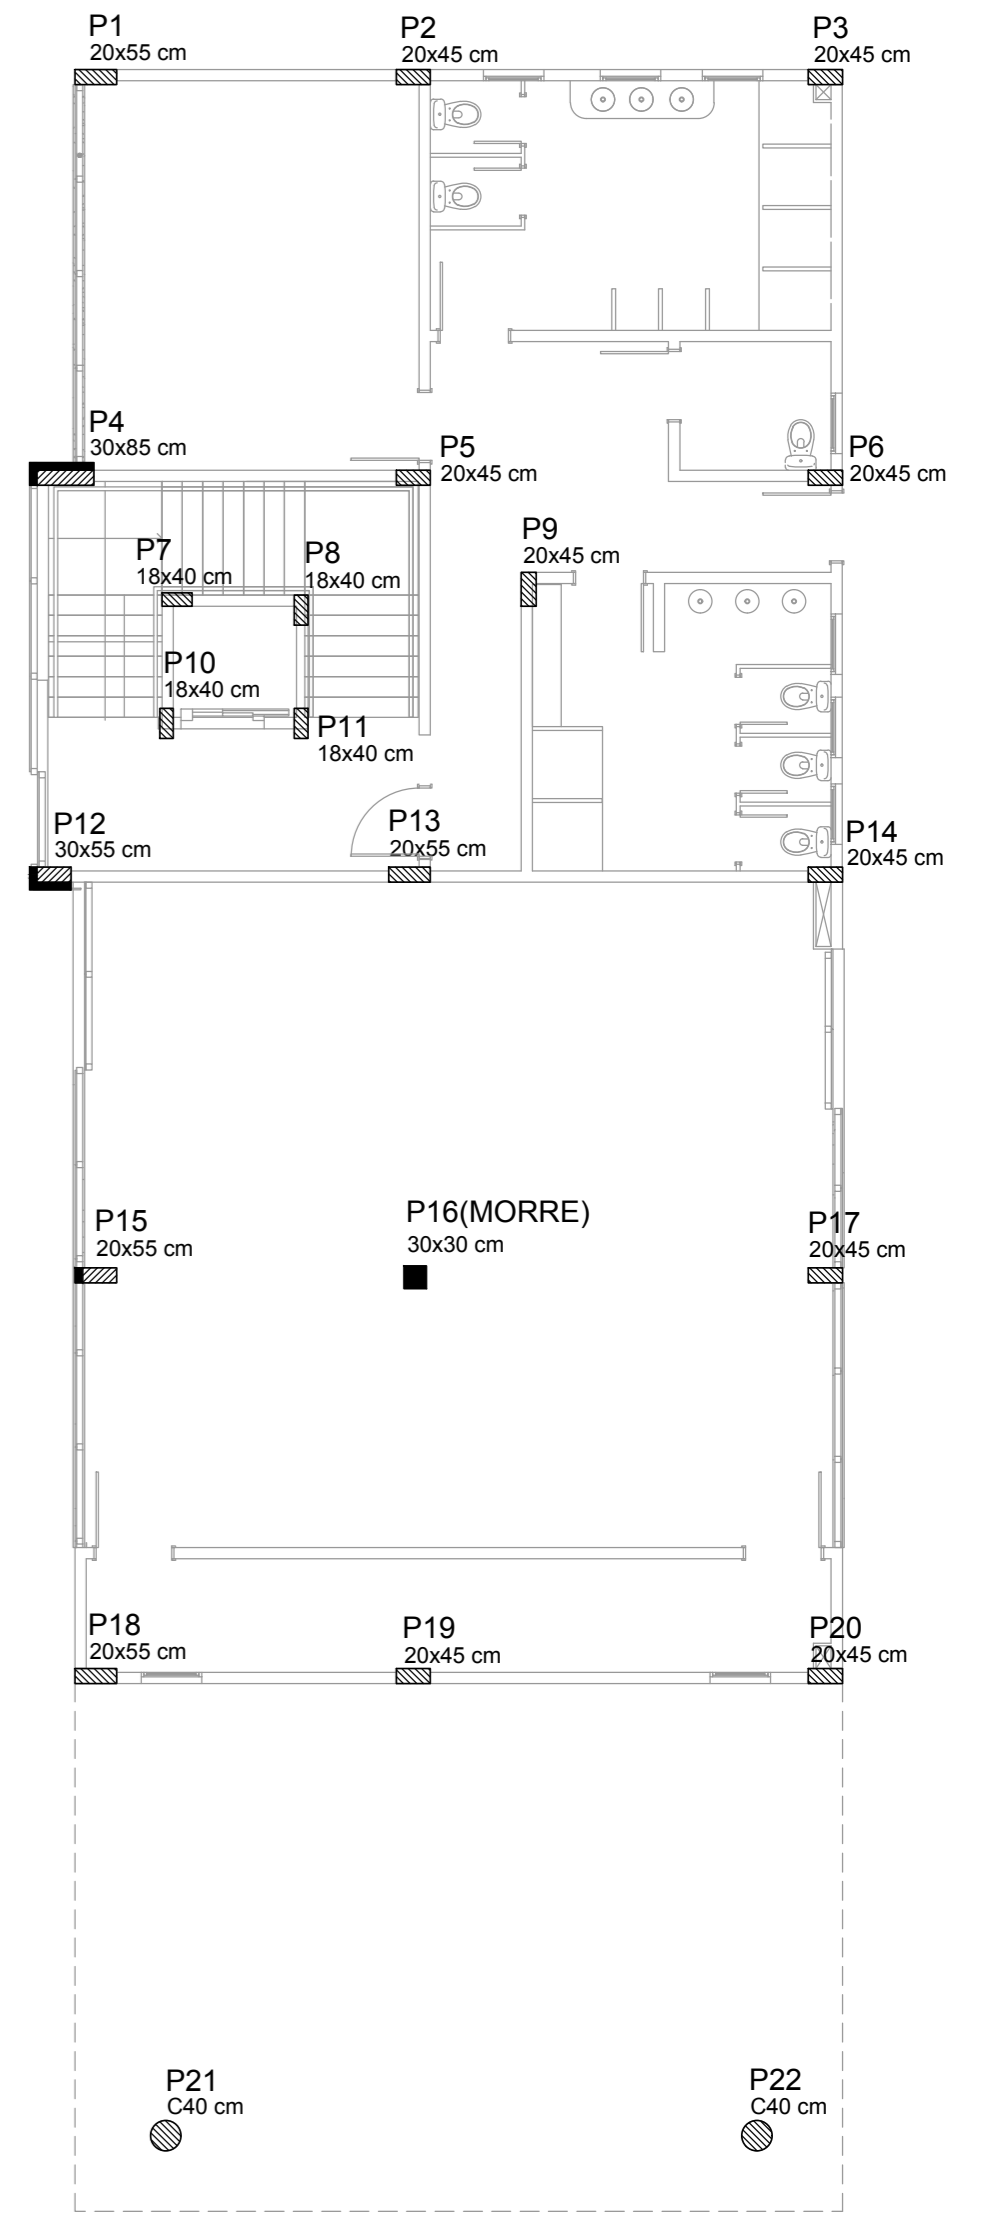 P1
20x55 cm
P2
20x45 cm
P3
20x45 cm
P4
30x85 cm
P5
20x45 cm
P6
20x45 cm
P7
18x40 cm
P8
18x40 cm
P9
20x45 cm
P10
18x40 cm
P11
18x40 cm
P12
30x55 cm
P13
20x55 cm
P14
20x45 cm
P15
20x55 cm
P16(MORRE)
30x30 cm
P17
20x45 cm
P18
20x55 cm
P19
20x45 cm
P20
20x45 cm
P21
C40 cm
P22
C40 cm